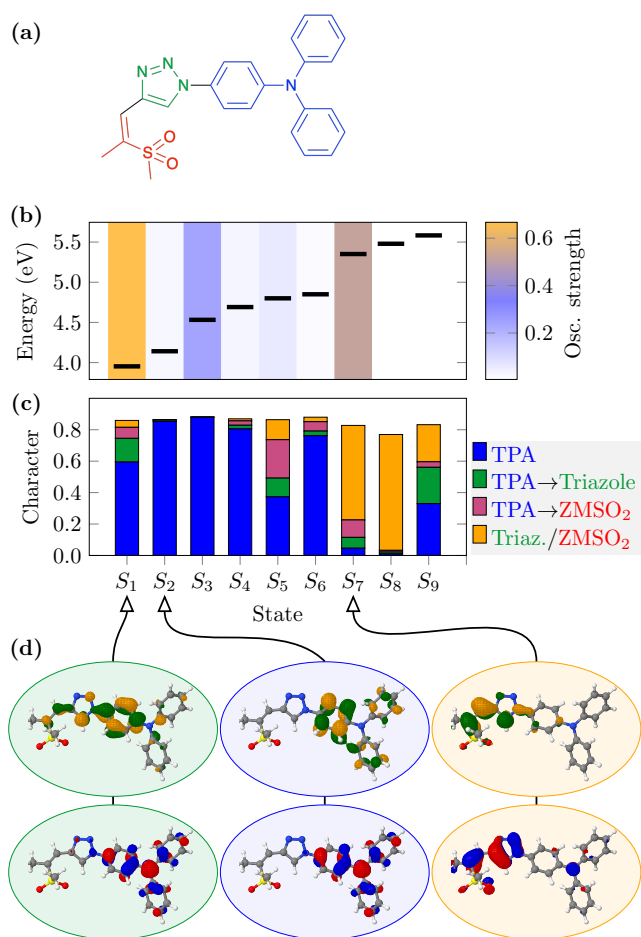 (a)
N
N
N
N
O
S
O
(b)
Energy (eV)
5.5
5.0
4.5
4.0
0.6
0.4
0.2
Osc. strength
(c)
Character
0.8
0.6
0.4
0.2
0.0
TPA
TPA→Triazole
TPA→ZMSO₂
Triaz./ZMSO₂
S₁ S₂ S₃ S₄ S₅ S₆ S₇ S₈ S₉
State
(d)